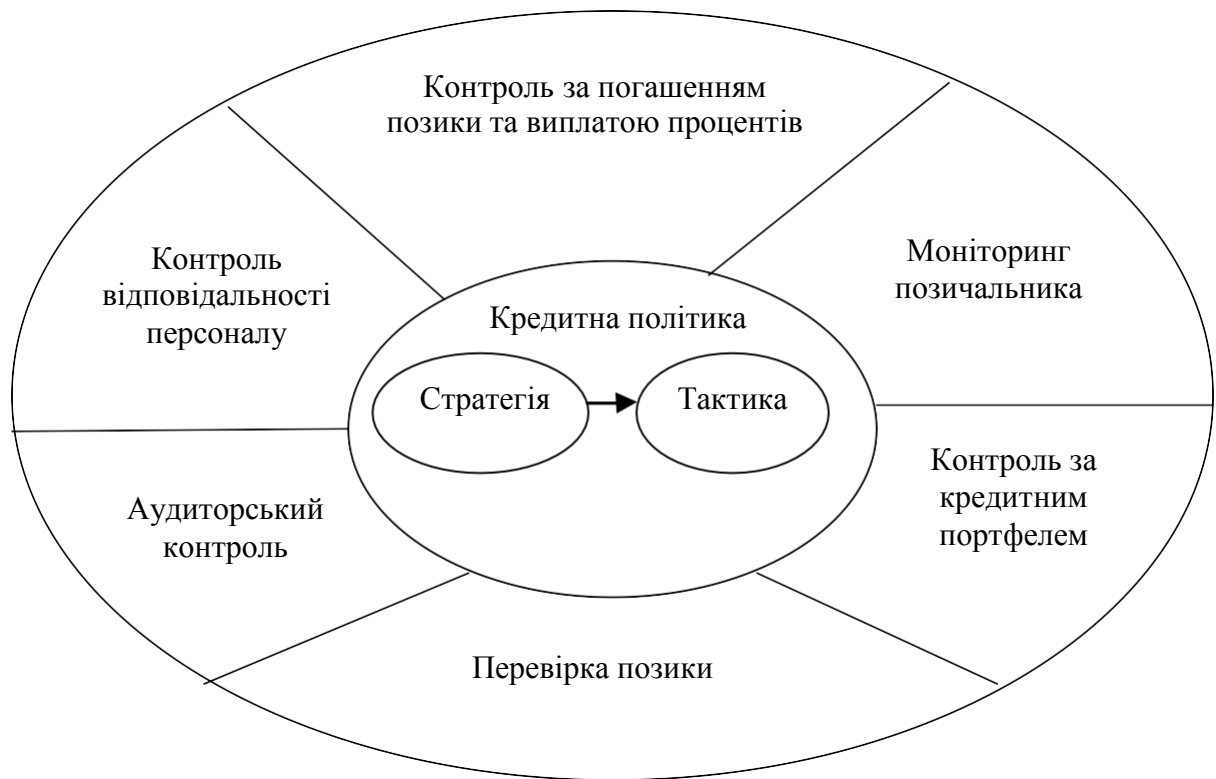 Контроль за погашенням
позики та виплатою процентів
Контроль
відповідальності
персоналу
Моніторинг
позичальника
Кредитна політика
Стратегія
Тактика
Аудиторський
контроль
Контроль за
кредитним
портфелем
Перевірка позики